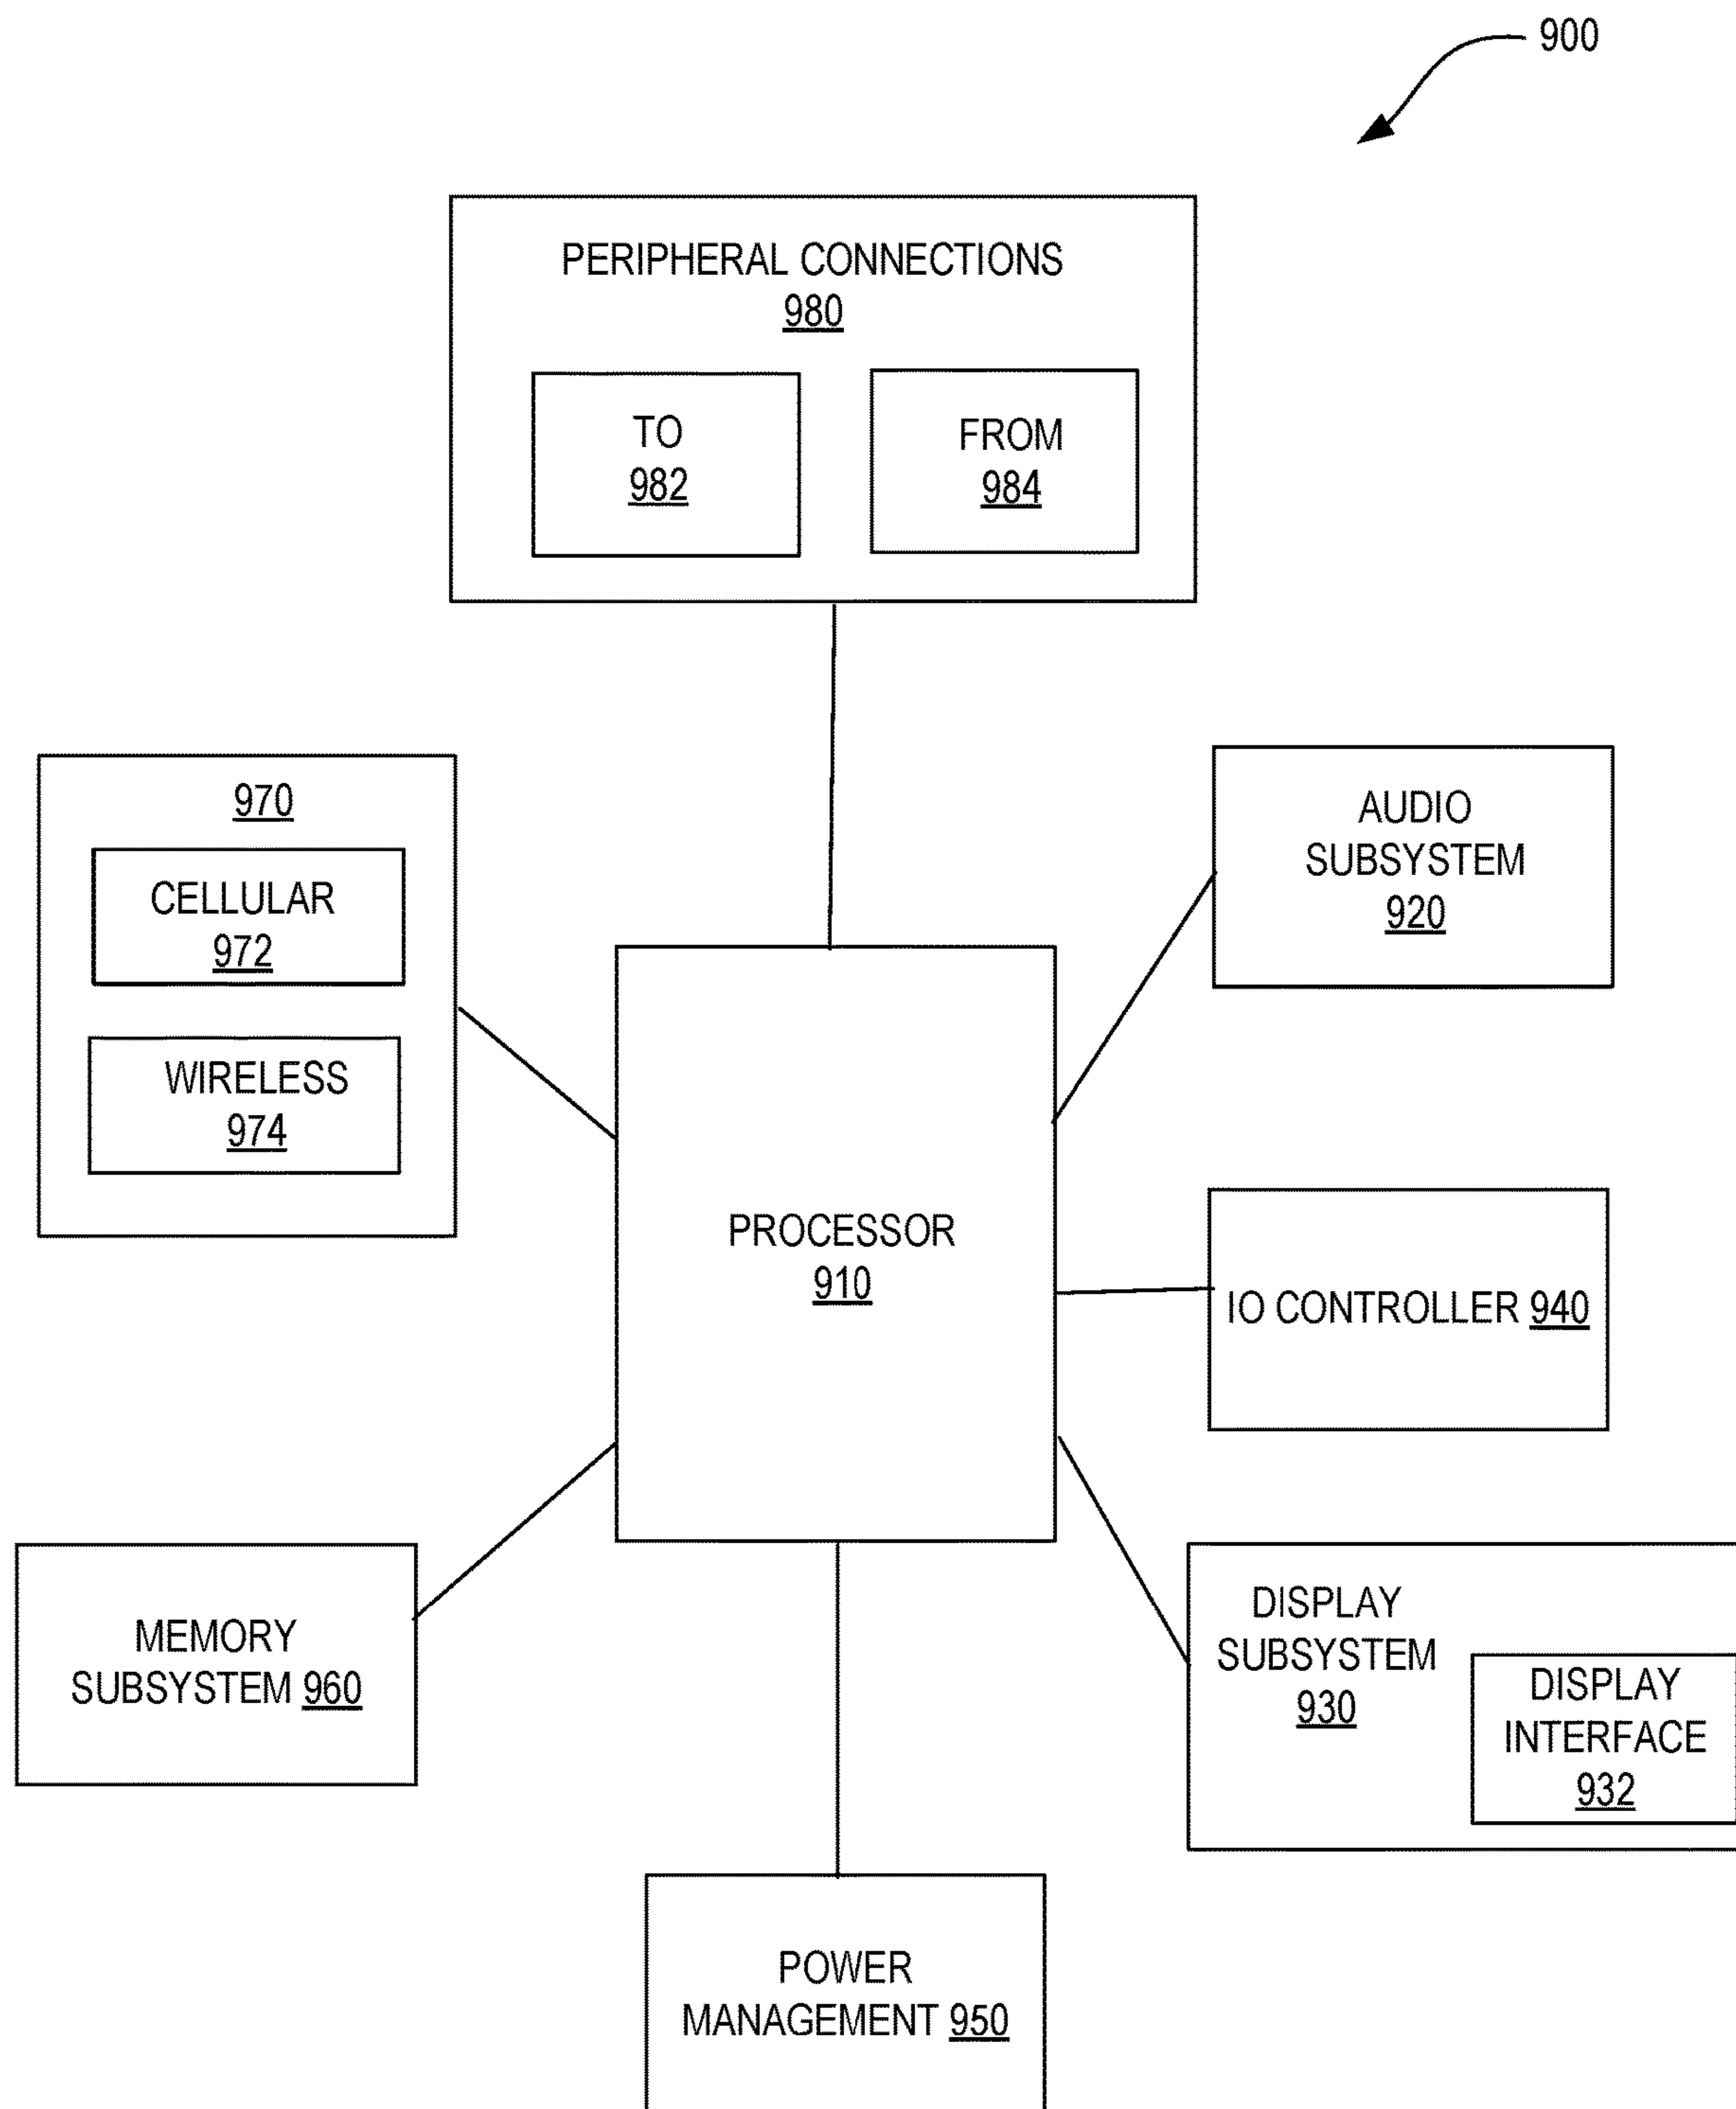 900
PERIPHERAL CONNECTIONS
980
TO
982
FROM
984
970
CELLULAR
972
WIRELESS
974
AUDIO
SUBSYSTEM
920
PROCESSOR
910
IO CONTROLLER 940
MEMORY
SUBSYSTEM 960
DISPLAY
SUBSYSTEM
930
DISPLAY
INTERFACE
932
POWER
MANAGEMENT 950